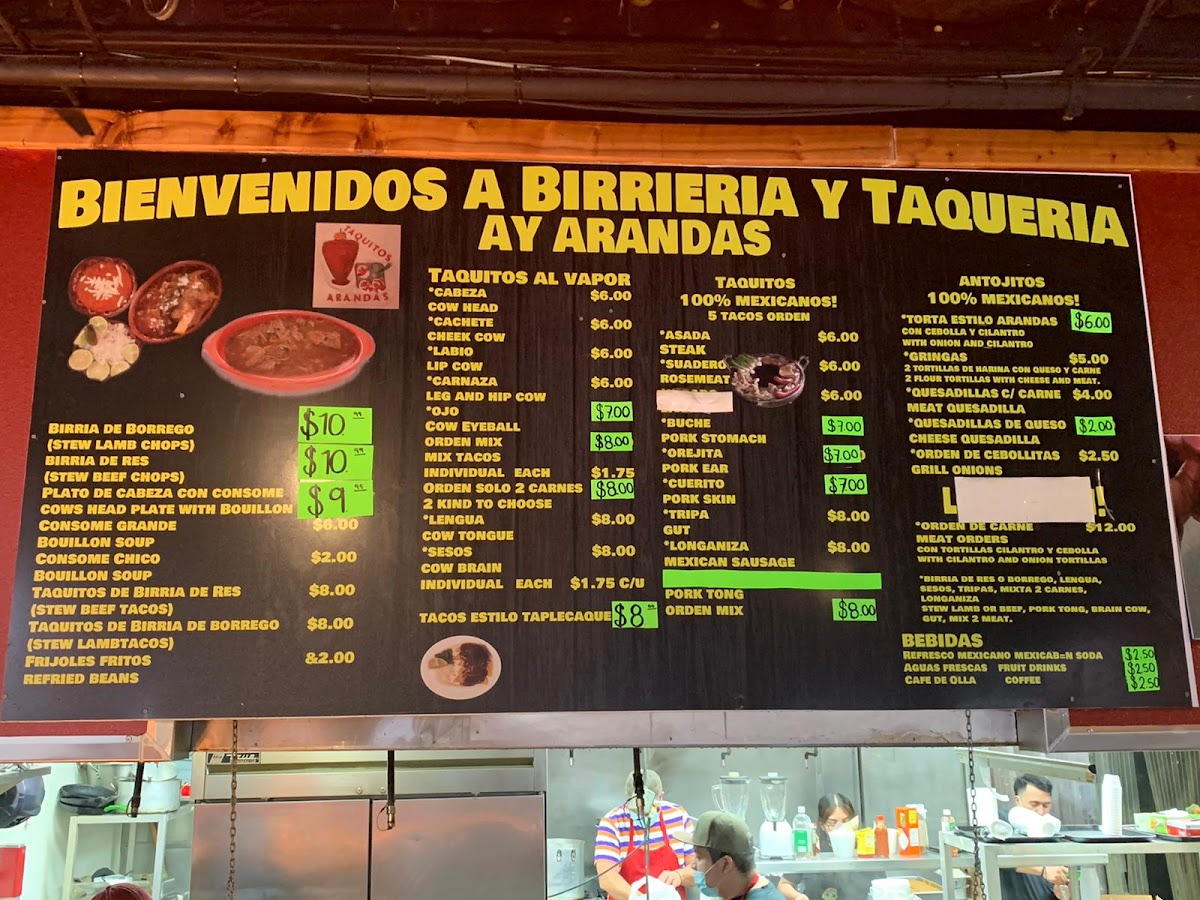 BIENVENIDOS A BIRRIERIA Y TAQUERIA
AY ARANDAS
TAQUITOS
ARANDAS
BIRRIA DE BORREGO $10.99
(STEW LAMB CHOPS)
BIRRIA DE RES $10.99
(STEW BEEF CHOPS)
PLATO DE CABEZA CON CONSOME $9.95
COWS HEAD PLATE WITH BOUILLON
CONSOME GRANDE $6.00
BOUILLON SOUP
CONSOME CHICO $2.00
BOUILLON SOUP
TAQUITOS DE BIRRIA DE RES $8.00
(STEW BEEF TACOS)
TAQUITOS DE BIRRIA DE BORREGO $8.00
(STEW LAMBTACOS)
FRIJOLES FRITOS &2.00
REFRIED BEANS
TAQUITOS AL VAPOR
*CABEZA $6.00
COW HEAD
*CACHETE $6.00
CHEEK COW
*LABIO $6.00
LIP COW
*CARNAZA $6.00
LEG AND HIP COW
*OJO $7.00
COW EYEBALL
ORDEN MIX $8.00
MIX TACOS
INDIVIDUAL EACH $1.75
ORDEN SOLO 2 CARNES $8.00
2 KIND TO CHOOSE
*LENGUA $8.00
COW TONGUE
*SESOS $8.00
COW BRAIN
INDIVIDUAL EACH $1.75 C/U
TACOS ESTILO TAPLECAQUE $8.99
TAQUITOS
100% MEXICANOS!
5 TACOS ORDEN
*ASADA $6.00
STEAK
*SUADERO $6.00
ROSEMEAT
$6.00
*BUCHE $7.00
PORK STOMACH
*OREJITA $7.00
PORK EAR
*CUERITO $7.00
PORK SKIN
*TRIPA $8.00
GUT
*LONGANIZA $8.00
MEXICAN SAUSAGE
PORK TONG
ORDEN MIX $8.00
ANTOJITOS
100% MEXICANOS!
*TORTA ESTILO ARANDAS $6.00
CON CEBOLLA Y CILANTRO
WITH ONION AND CILANTRO
*GRINGAS $5.00
2 TORTILLAS DE HARINA CON QUESO Y CARNE
2 FLOUR TORTILLAS WITH CHEESE AND MEAT.
*QUESADILLAS C/ CARNE $4.00
MEAT QUESADILLA
*QUESADILLAS DE QUESO $2.00
CHEESE QUESADILLA
*ORDEN DE CEBOLLITAS $2.50
GRILL ONIONS
*ORDEN DE CARNE $12.00
MEAT ORDERS
CON TORTILLAS CILANTRO Y CEBOLLA
WITH CILANTRO AND ONION TORTILLAS
*BIRRIA DE RES O BORREGO, LENGUA,
SESOS, TRIPAS, MIXTA 2 CARNES,
LONGANIZA
STEW LAMB OR BEEF, PORK TONG, BRAIN COW,
GUT, MIX 2 MEAT.
BEBIDAS
REFRESCO MEXICANO MEXICAB=N SODA $2.50
AGUAS FRESCAS FRUIT DRINKS $2.50
CAFE DE OLLA COFFEE $2.50